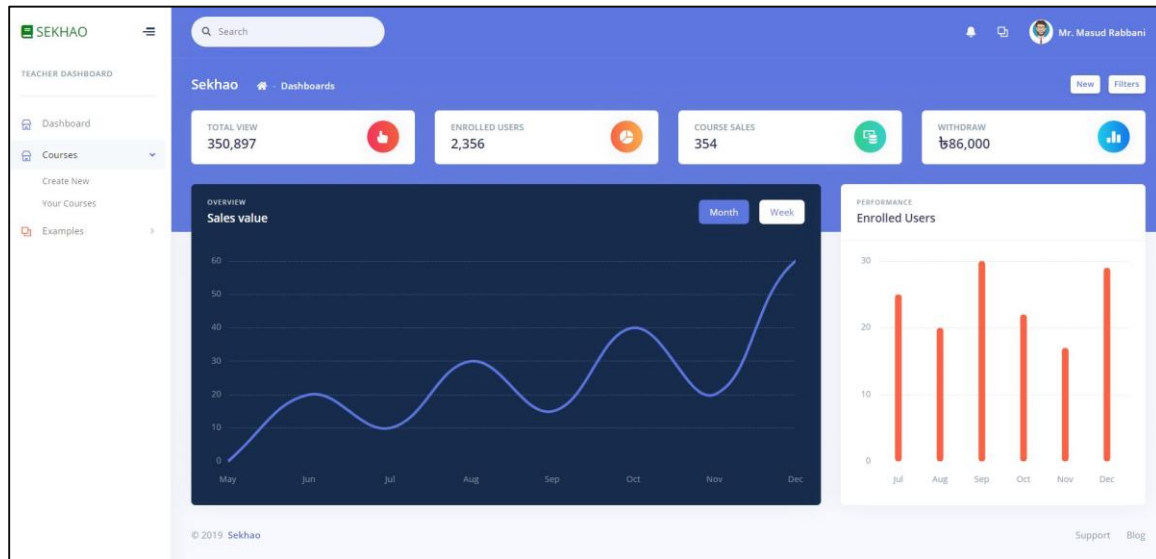 SEKHAO
TEACHER DASHBOARD
Dashboard
Courses
Create New
Your Courses
Examples
Search
Mr. Masud Rabbani
Sekhao - Dashboards
New Filters
TOTAL VIEW
350,897
ENROLLED USERS
2,356
COURSE SALES
354
WITHDRAW
৳86,000
OVERVIEW
Sales value
Month Week
60
50
40
30
20
10
0
May Jun Jul Aug Sep Oct Nov Dec
PERFORMANCE
Enrolled Users
30
20
10
0
Jul Aug Sep Oct Nov Dec
© 2019 Sekhao
Support Blog